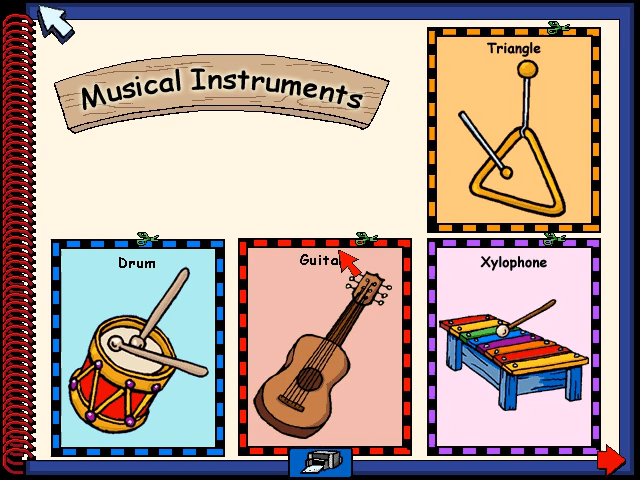 Musical Instruments
Triangle
Drum
Guita
Xylophone